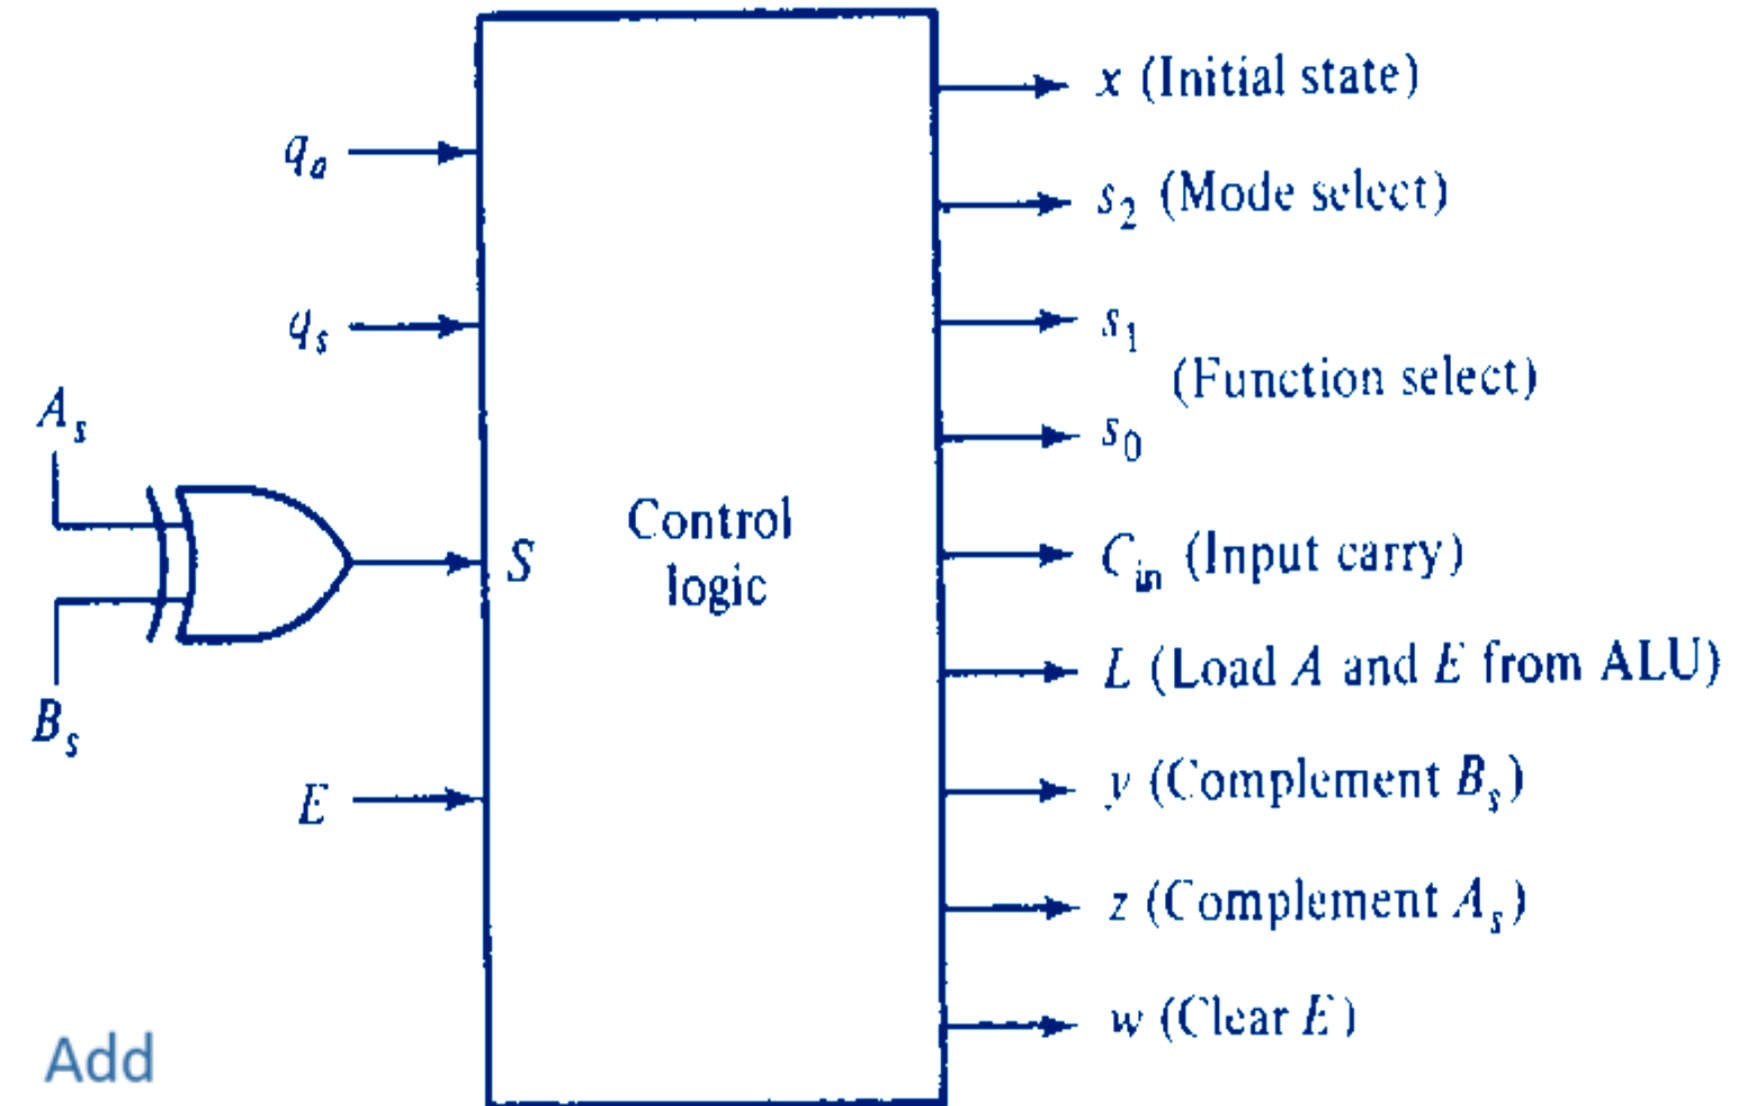 x (Initial state)
q_a
s_2 (Mode select)
q_s
s_1
(Function select)
A_s
s_0
Control
logic
S
C_in (Input carry)
L (Load A and E from ALU)
B_s
y (Complement B_s)
E
z (Complement A_s)
w (Clear E)
Add